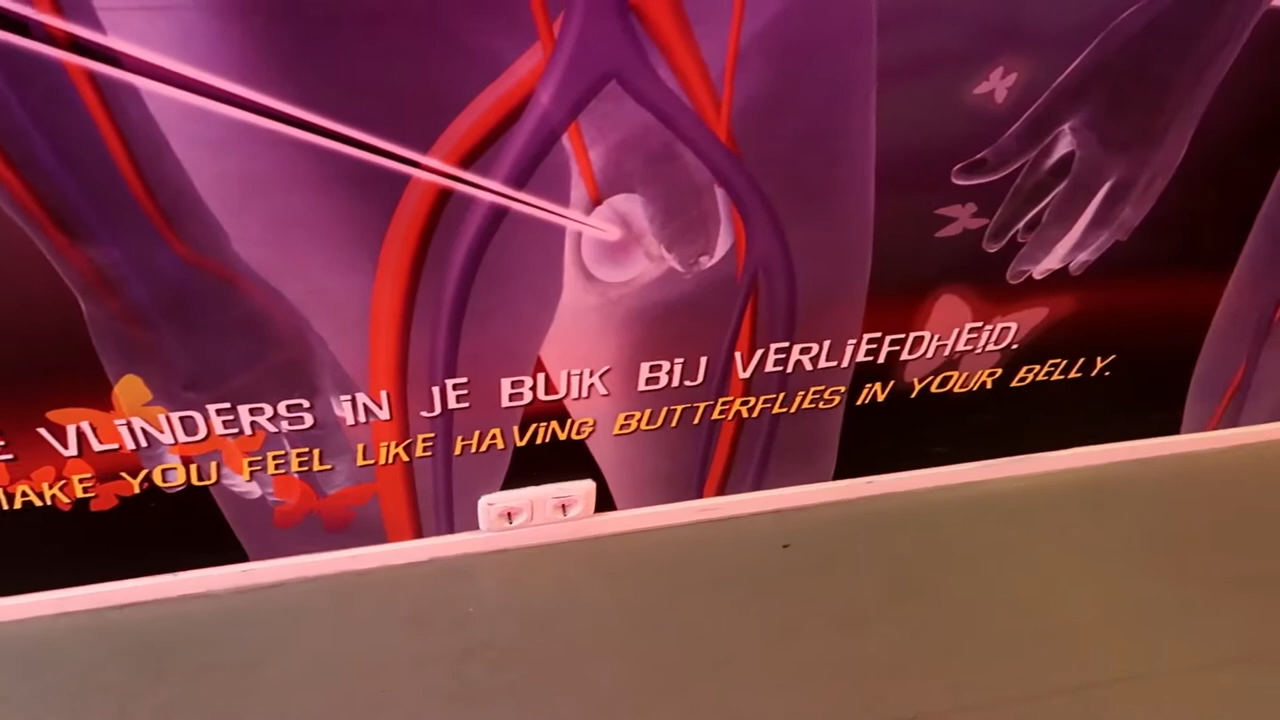 VLiNDERS iN JE BUiK BiJ VERLiEFDHEiD.
MAKE YOU FEEL LiKE HAViNG BUTTERFLiES iN YOUR BELLY.